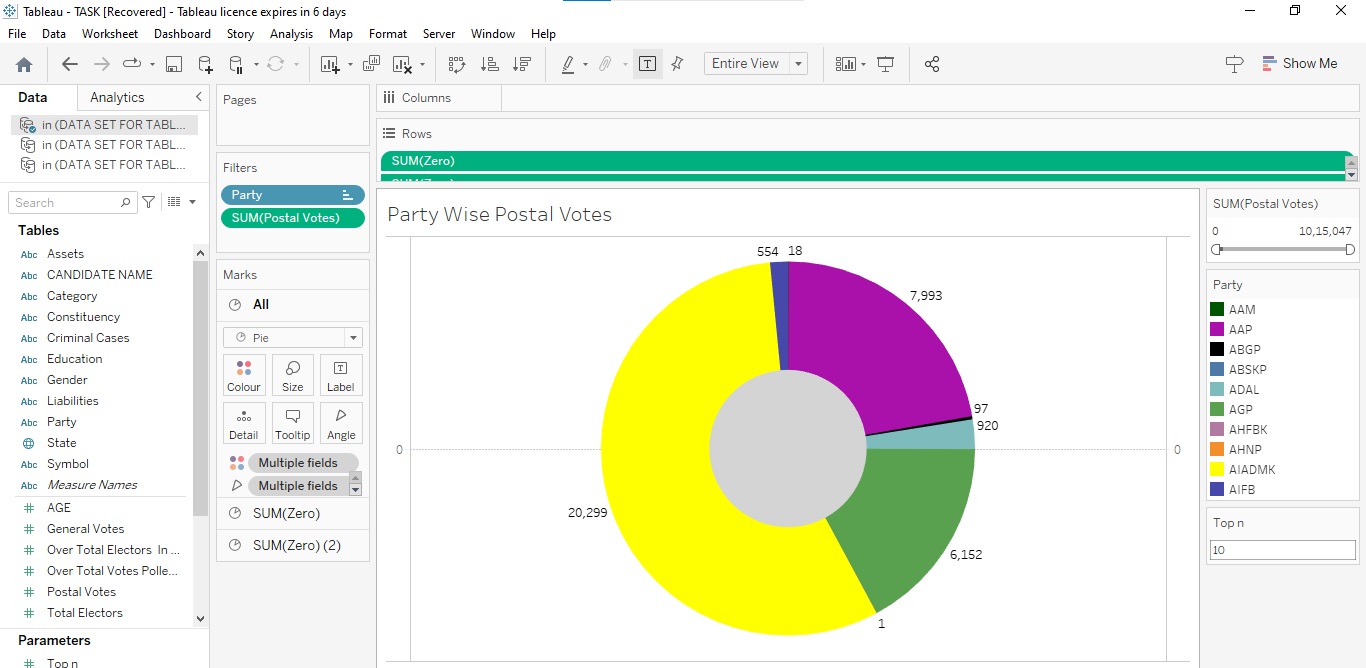 Tableau - TASK [Recovered] - Tableau licence expires in 6 days
File Data Worksheet Dashboard Story Analysis Map Format Server Window Help
Entire View
Show Me
Data Analytics
in (DATA SET FOR TABL...
in (DATA SET FOR TABL...
in (DATA SET FOR TABL...
Search
Tables
Abc Assets
Abc CANDIDATE NAME
Abc Category
Abc Constituency
Abc Criminal Cases
Abc Education
Abc Gender
Abc Liabilities
Abc Party
State
Abc Symbol
Abc Measure Names
# AGE
# General Votes
# Over Total Electors In ...
# Over Total Votes Polle...
# Postal Votes
# Total Electors
Parameters
# Top n
Pages
Filters
Party
SUM(Postal Votes)
Marks
All
Pie
Colour Size Label
Detail Tooltip Angle
Multiple fields
Multiple fields
SUM(Zero)
SUM(Zero) (2)
Columns
Rows
SUM(Zero)
Party Wise Postal Votes
554 18
7,993
97
920
0 0
20,299
6,152
1
SUM(Postal Votes)
0 10,15,047
Party
AAM
AAP
ABGP
ABSKP
ADAL
AGP
AHFBK
AHNP
AIADMK
AIFB
Top n
10